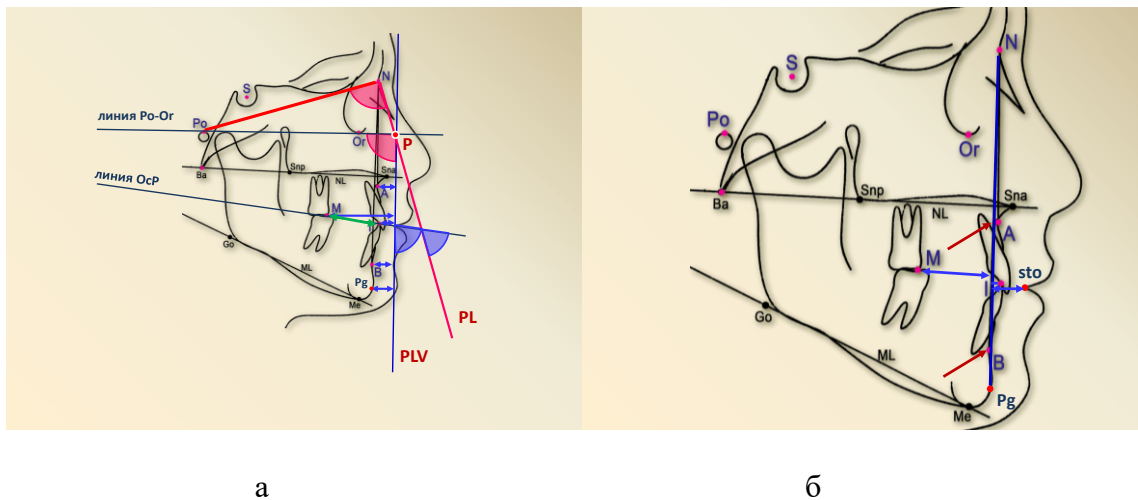 N
S
Po
линия Po-Or
Or
P
Snp
Sna
Ba
NL
линия OcP
A
M
I
Go
B
ML
Pg
Me
PL
PLV
N
S
Po
Or
Snp
Sna
Ba
NL
A
M
sto
I
Go
B
ML
Pg
Me
а
б